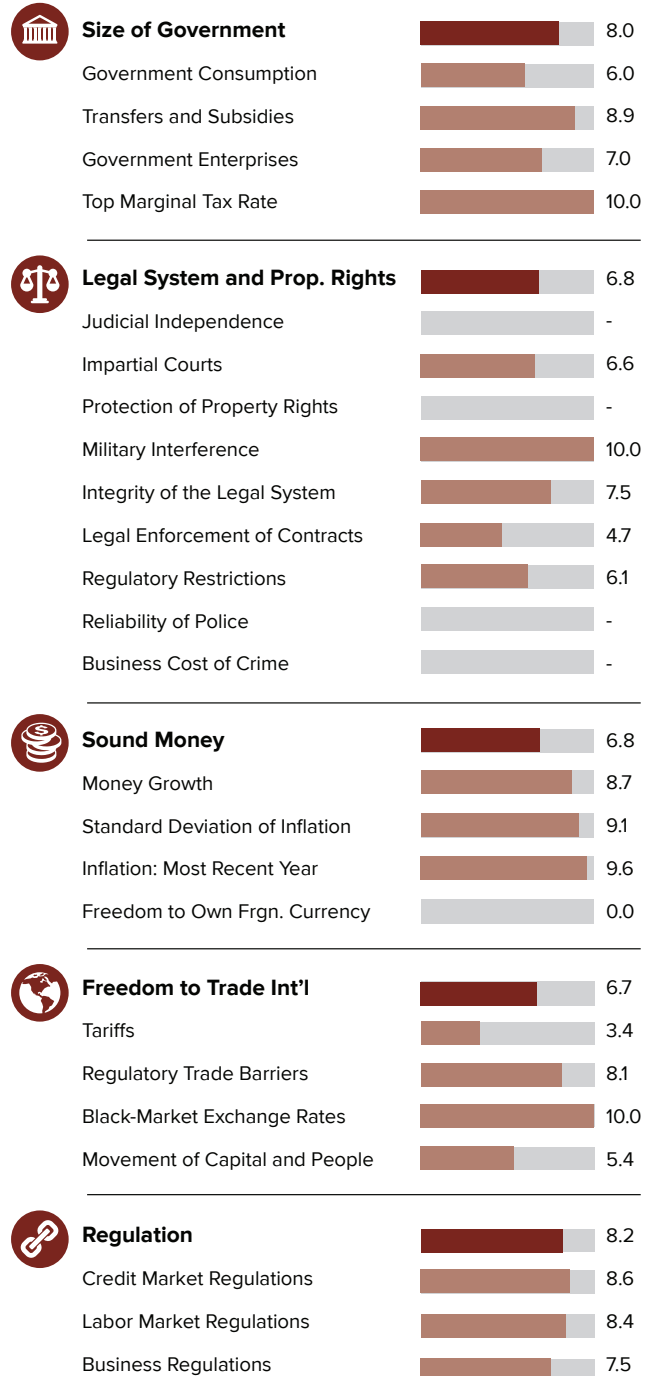 Size of Government 8.0
Government Consumption 6.0
Transfers and Subsidies 8.9
Government Enterprises 7.0
Top Marginal Tax Rate 10.0
Legal System and Prop. Rights 6.8
Judicial Independence -
Impartial Courts 6.6
Protection of Property Rights -
Military Interference 10.0
Integrity of the Legal System 7.5
Legal Enforcement of Contracts 4.7
Regulatory Restrictions 6.1
Reliability of Police -
Business Cost of Crime -
$
Sound Money 6.8
Money Growth 8.7
Standard Deviation of Inflation 9.1
Inflation: Most Recent Year 9.6
Freedom to Own Frgn. Currency 0.0
Freedom to Trade Int’l 6.7
Tariffs 3.4
Regulatory Trade Barriers 8.1
Black-Market Exchange Rates 10.0
Movement of Capital and People 5.4
Regulation 8.2
Credit Market Regulations 8.6
Labor Market Regulations 8.4
Business Regulations 7.5